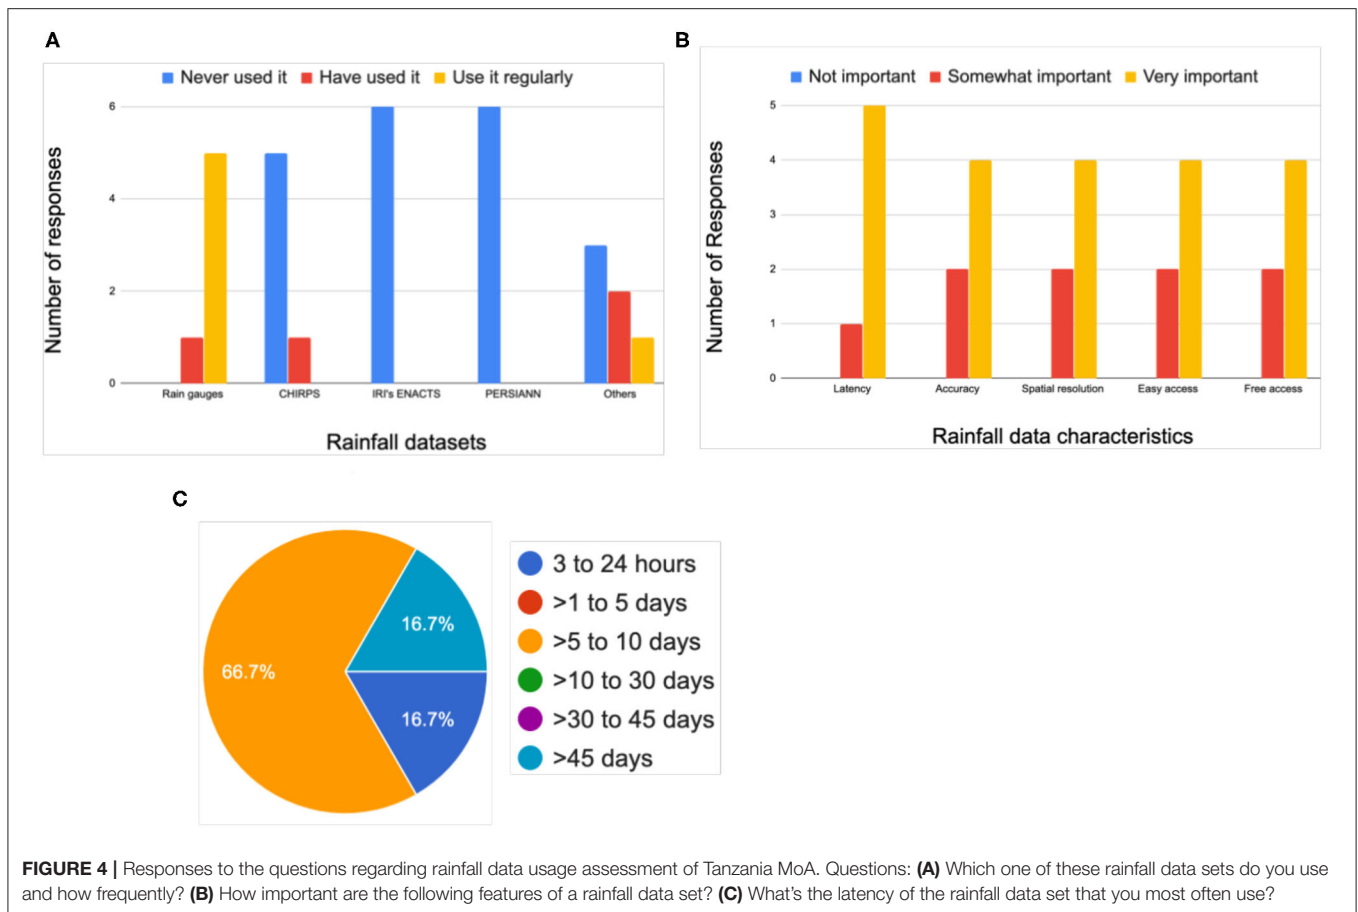 A
Never used it Have used it Use it regularly
Number of responses
6
4
2
0
Rain gauges CHIRPS IRI's ENACTS PERSIANN Others
Rainfall datasets
B
Not important Somewhat important Very important
Number of Responses
5
4
3
2
1
0
Latency Accuracy Spatial resolution Easy access Free access
Rainfall data characteristics
C
16.7%
66.7%
16.7%
3 to 24 hours
>1 to 5 days
>5 to 10 days
>10 to 30 days
>30 to 45 days
>45 days
FIGURE 4 | Responses to the questions regarding rainfall data usage assessment of Tanzania MoA. Questions: (A) Which one of these rainfall data sets do you use
and how frequently? (B) How important are the following features of a rainfall data set? (C) What's the latency of the rainfall data set that you most often use?